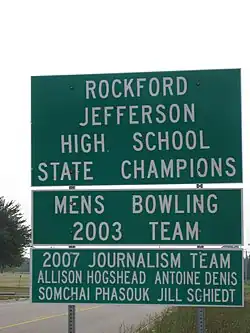 ROCKFORD
JEFFERSON
HIGH SCHOOL
STATE CHAMPIONS
MENS BOWLING
2003 TEAM
2007 JOURNALISM TEAM
ALLISON HOGSHEAD ANTOINE DENIS
SOMCHAI PHASOUK JILL SCHIEDT